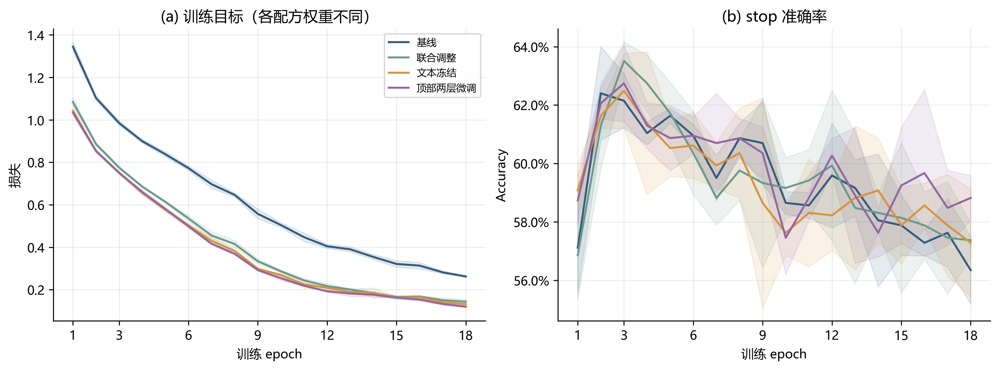 (a) 训练目标（各配方权重不同）
1.4
1.2
1.0
0.8
0.6
0.4
0.2
损失
基线
联合调整
文本冻结
顶部两层微调
1 3 6 9 12 15 18
训练 epoch
(b) stop 准确率
64.0%
62.0%
60.0%
58.0%
56.0%
Accuracy
1 3 6 9 12 15 18
训练 epoch